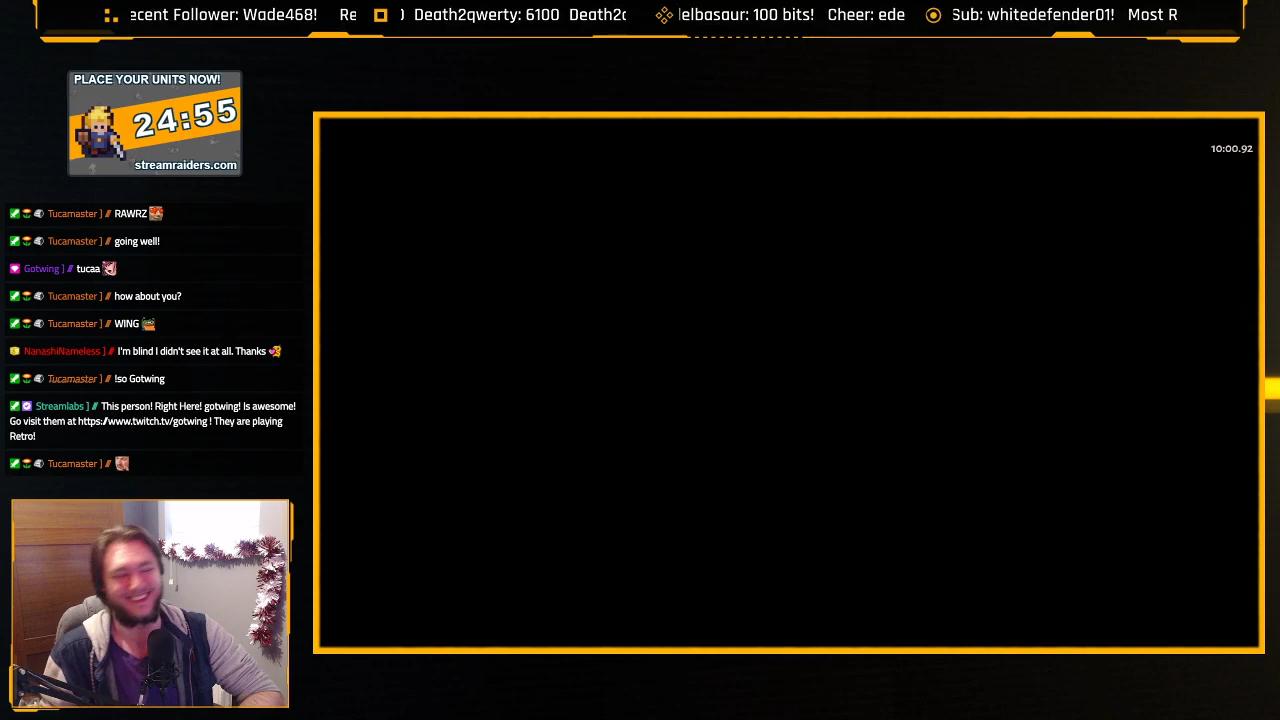 ecent Follower: Wade468!
Re
) Death2qwerty: 6100 Death2c
lelbasaur: 100 bits! Cheer: ede
Sub: whitedefender01! Most R
PLACE YOUR UNITS NOW!
24:55
streamraiders.com
10:00.92
Tucamaster ] // RAWRZ
Tucamaster ] // going well!
Gotwing ] // tucaa
Tucamaster ] // how about you?
Tucamaster ] // WING
NanashiNameless ] // I'm blind I didn't see it at all. Thanks
Tucamaster ] // !so Gotwing
Streamlabs ] // This person! Right Here! gotwing! Is awesome!
Go visit them at https://www.twitch.tv/gotwing ! They are playing
Retro!
Tucamaster ] //